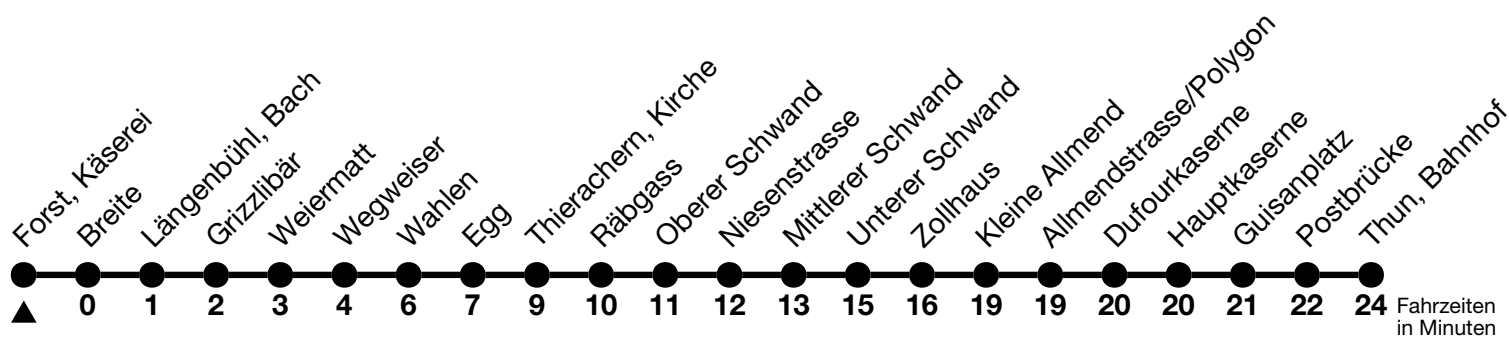 Forst, Käserei
Breite
Längenbühl, Bach
Grizzlibär
Weiermatt
Wegweiser
Wahlen
Egg
Thierachern, Kirche
Räbgass
Oberer Schwand
Niesenstrasse
Mittlerer Schwand
Unterer Schwand
Zollhaus
Kleine Allmend
Allmendstrasse/Polygon
Dufourkaserne
Hauptkaserne
Guisanplatz
Postbrücke
Thun, Bahnhof
0 1 2 3 4 6 7 9 10 11 12 13 15 16 19 19 20 20 21 22 24
Fahrzeiten
in Minuten